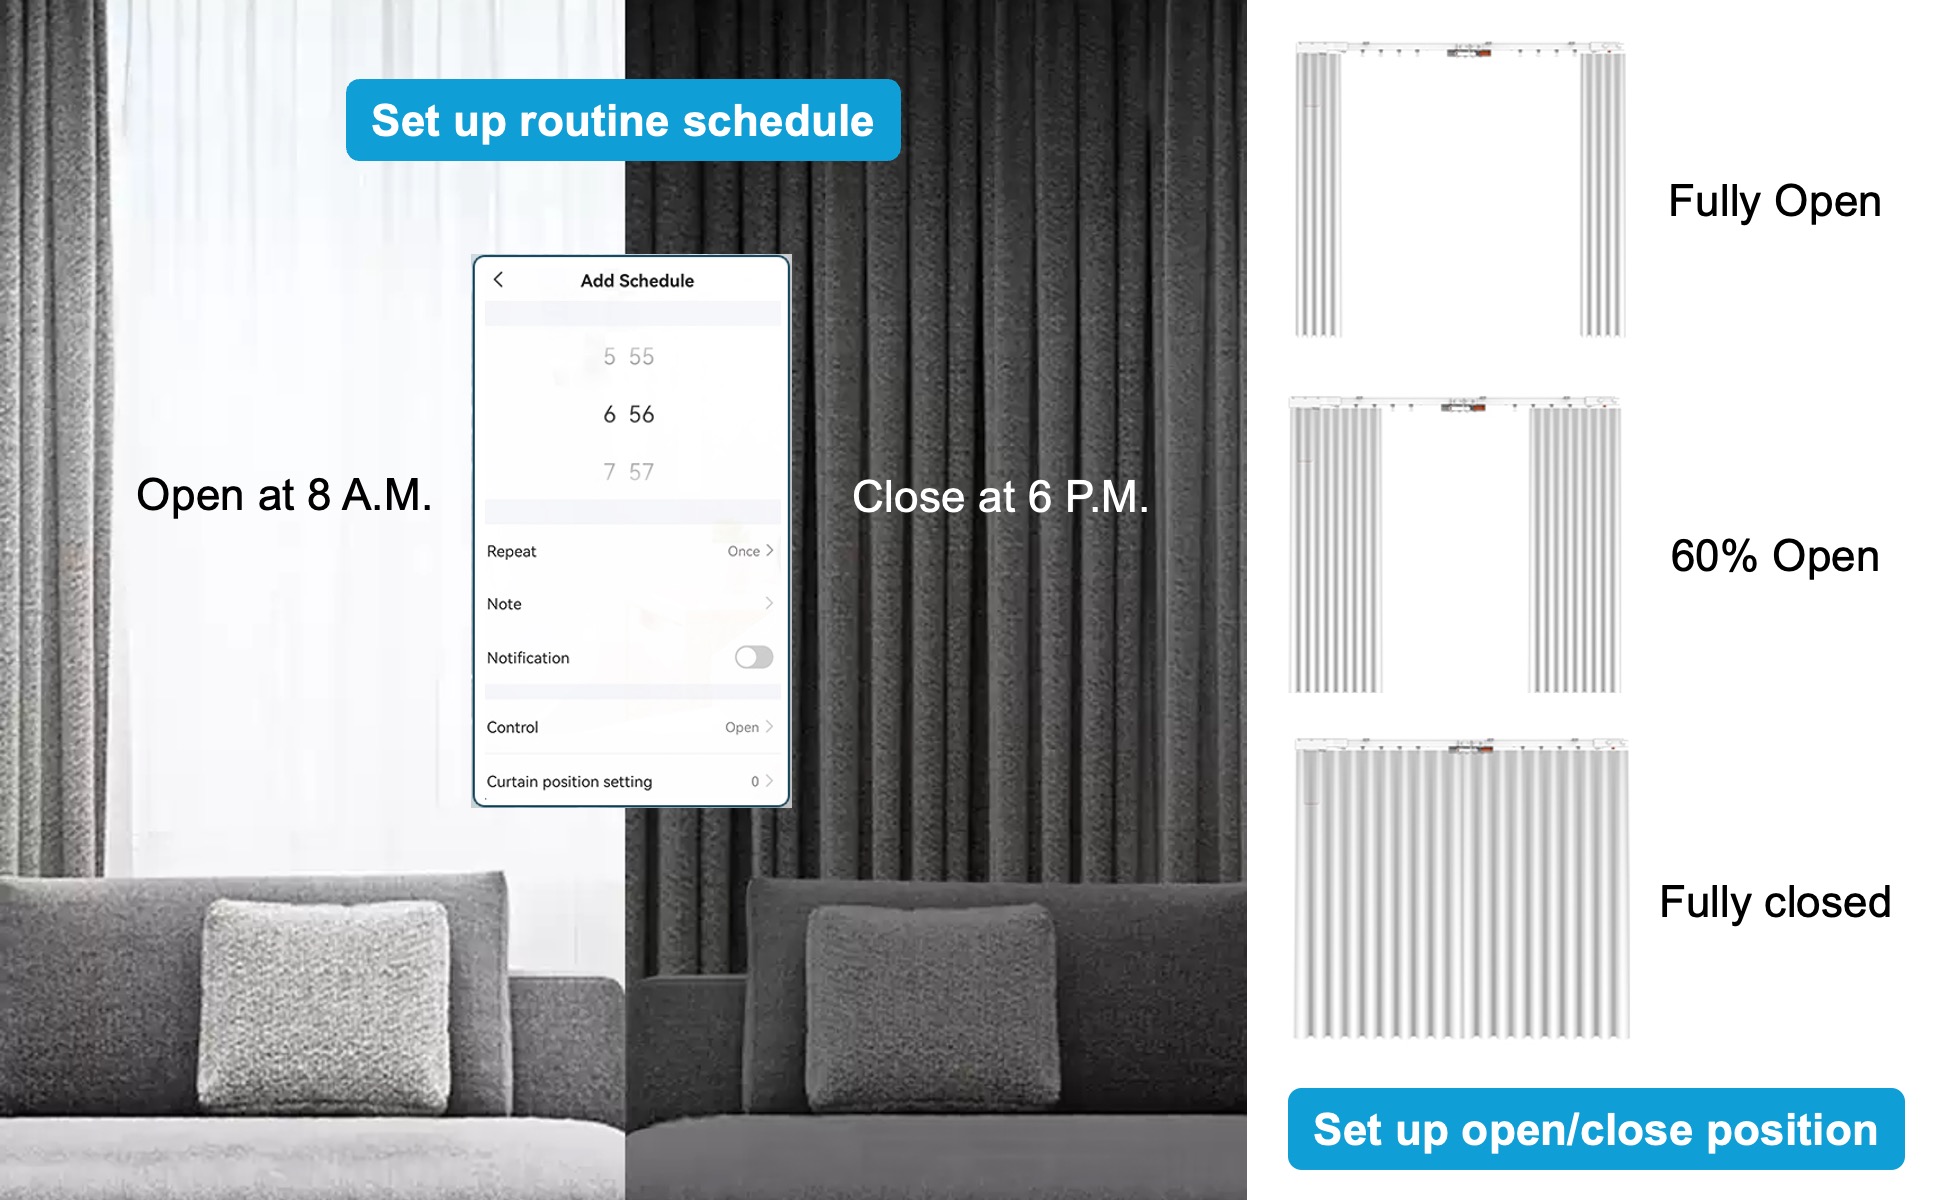 Set up routine schedule
Add Schedule
5 55
6 56
7 57
Repeat Once
Note
Notification
Control Open
Curtain position setting 0
Open at 8 A.M.
Close at 6 P.M.
Fully Open
60% Open
Fully closed
Set up open/close position